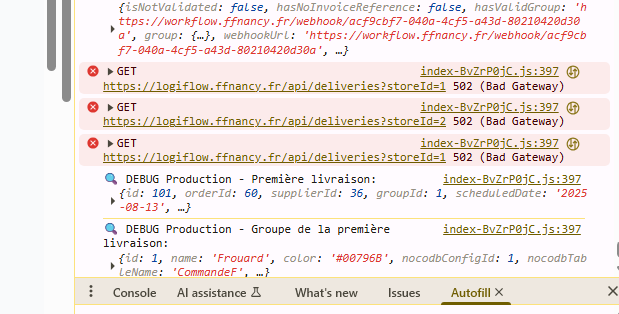 {isNotValidated: false, hasNoInvoiceReference: false, hasValidGroup: 'h
ttps://workflow.ffnancy.fr/webhook/acf9cbf7-040a-4cf5-a43d-80210420d30
a', group: {…}, webhookUrl: 'https://workflow.ffnancy.fr/webhook/acf9cb
f7-040a-4cf5-a43d-80210420d30a', …}
GET index-BvZrP0jC.js:397
https://logiflow.ffnancy.fr/api/deliveries?storeId=1 502 (Bad Gateway)
GET index-BvZrP0jC.js:397
https://logiflow.ffnancy.fr/api/deliveries?storeId=2 502 (Bad Gateway)
GET index-BvZrP0jC.js:397
https://logiflow.ffnancy.fr/api/deliveries?storeId=1 502 (Bad Gateway)
DEBUG Production - Première livraison: index-BvZrP0jC.js:397
{id: 101, orderId: 60, supplierId: 36, groupId: 1, scheduledDate: '2025
-08-13', …}
DEBUG Production - Groupe de la première index-BvZrP0jC.js:397
livraison:
{id: 1, name: 'Frouard', color: '#00796B', nocodbConfigId: 1, nocodbTa
bleName: 'CommandeF', …}
Console AI assistance What's new Issues Autofill